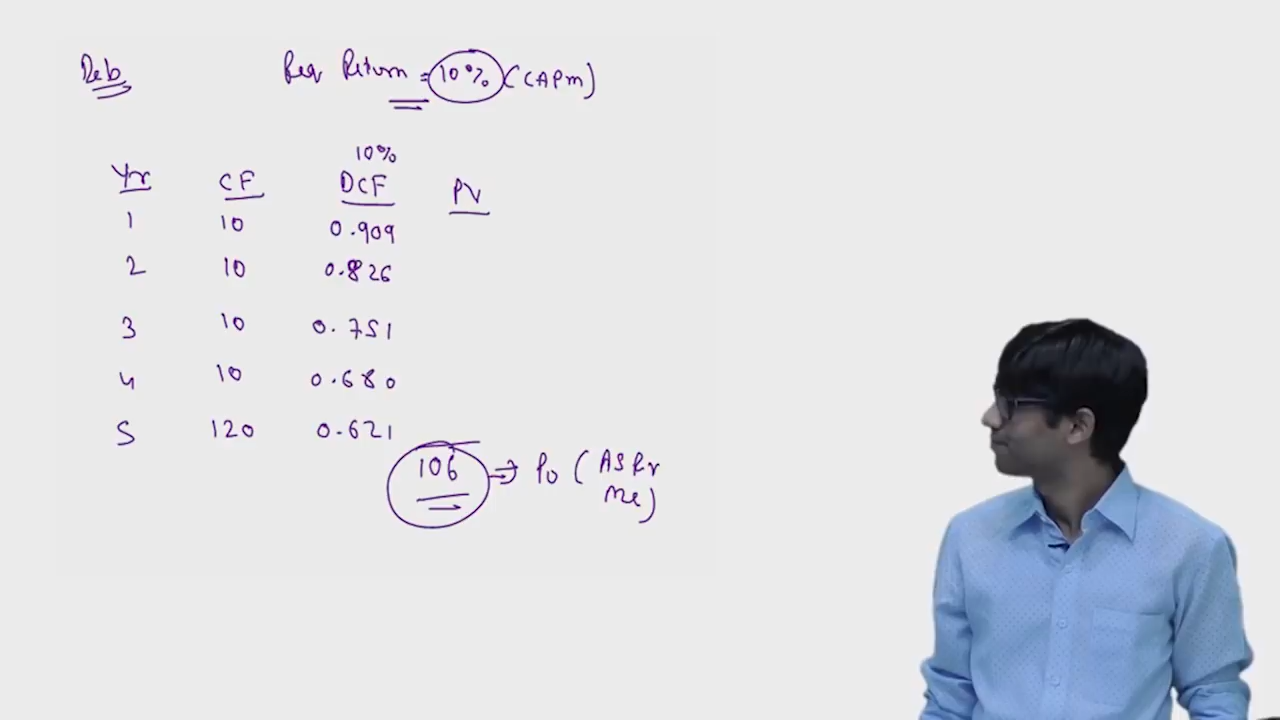 Deb
Req Return = 10% (CAPM)
10%
Yr CF DCF PV
1 10 0.909
2 10 0.826
3 10 0.751
4 10 0.680
5 120 0.621
106 → P0 (As Per
Me)